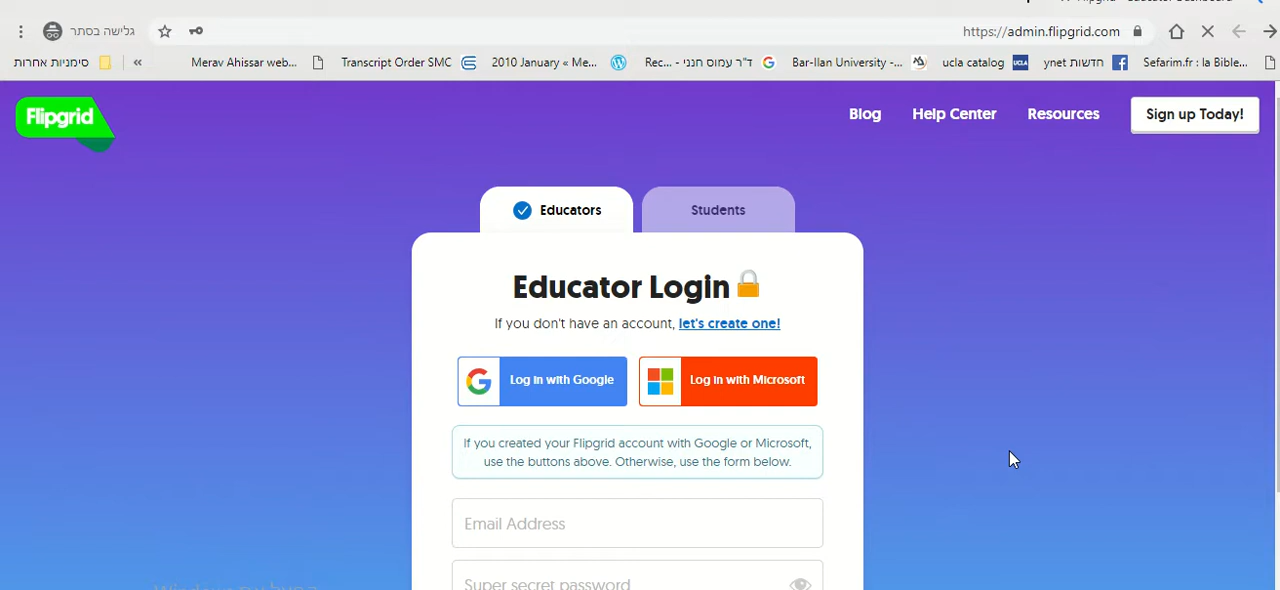 Flipgrid - Educator Dashboard
גלישה בסתר
https://admin.flipgrid.com
סימניות אחרות
«
Merav Ahissar web...
Transcript Order SMC
2010 January « Me...
Rec... - ד"ר עמוס חנני
Bar-Ilan University -...
ucla catalog
UCLA
ynet חדשות
Sefarim.fr : la Bible...
Flipgrid
Blog
Help Center
Resources
Sign up Today!
Educators
Students
Educator Login
If you don't have an account, let's create one!
Log in with Google
Log in with Microsoft
If you created your Flipgrid account with Google or Microsoft,
use the buttons above. Otherwise, use the form below.
Email Address
Super secret password